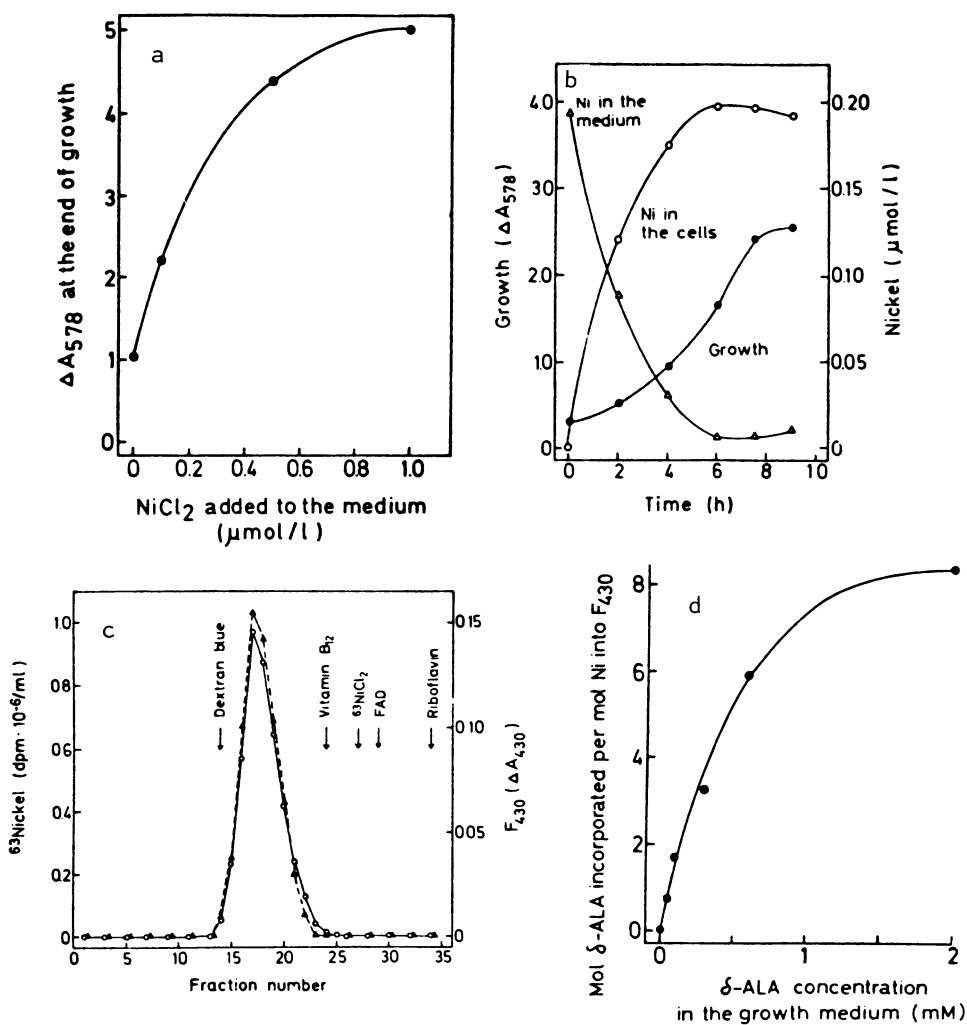 a
ΔA578 at the end of growth
5
4
3
2
1
0
0 0.2 0.4 0.6 0.8 1.0
NiCl2 added to the medium
(μmol/l)
b
Ni in the
medium
Ni in
the cells
Growth
Growth (ΔA578)
4.0
3.0
2.0
1.0
0
Nickel (μmol/l)
0.20
0.15
0.10
0.05
0
0 2 4 6 8 10
Time (h)
c
63Nickel (dpm·10-6/ml)
1.0
0.8
0.6
0.4
0.2
0
Dextran blue
Vitamin B12
63NiCl2
FAD
Riboflavin
F430 (ΔA430)
0.15
0.10
0.05
0
0 5 10 15 20 25 30 35
Fraction number
d
Mol δ-ALA incorporated per mol Ni into F430
8
6
4
2
0
0 1 2
δ-ALA concentration
in the growth medium (mM)